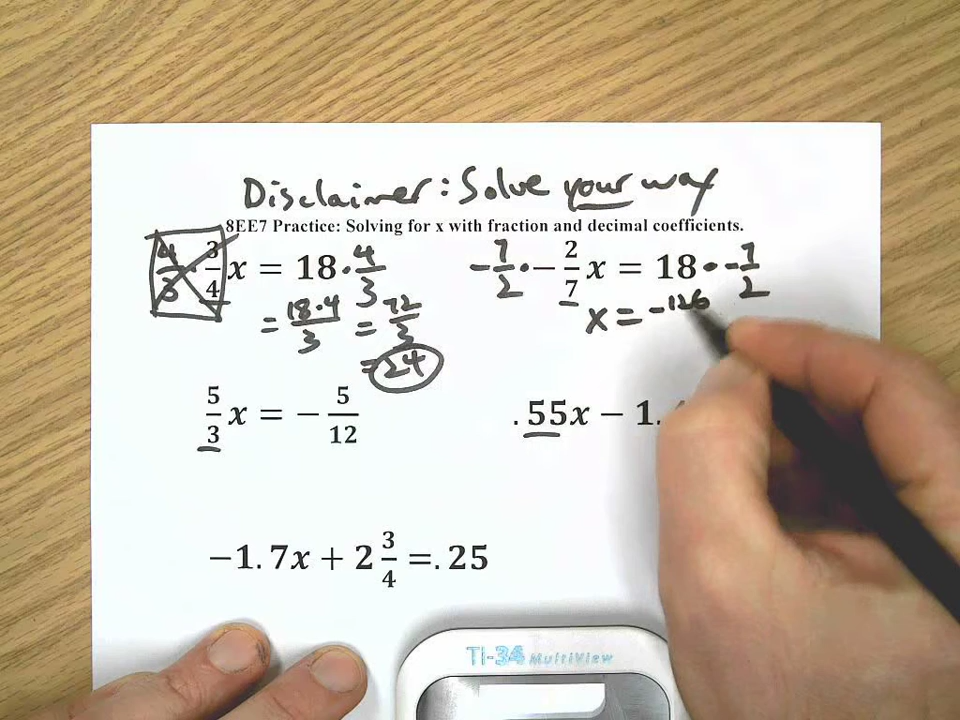 Disclaimer: Solve your way
8EE7 Practice: Solving for x with fraction and decimal coefficients.
4/3 · 3/4 x = 18 · 4/3
= 18·4/3 = 72/3
= 24
-7/2 · - 2/7 x = 18 · -7/2
x = -126
5/3 x = - 5/12
.55x - 1.
-1.7x + 2 3/4 =.25
TI-34 MultiView